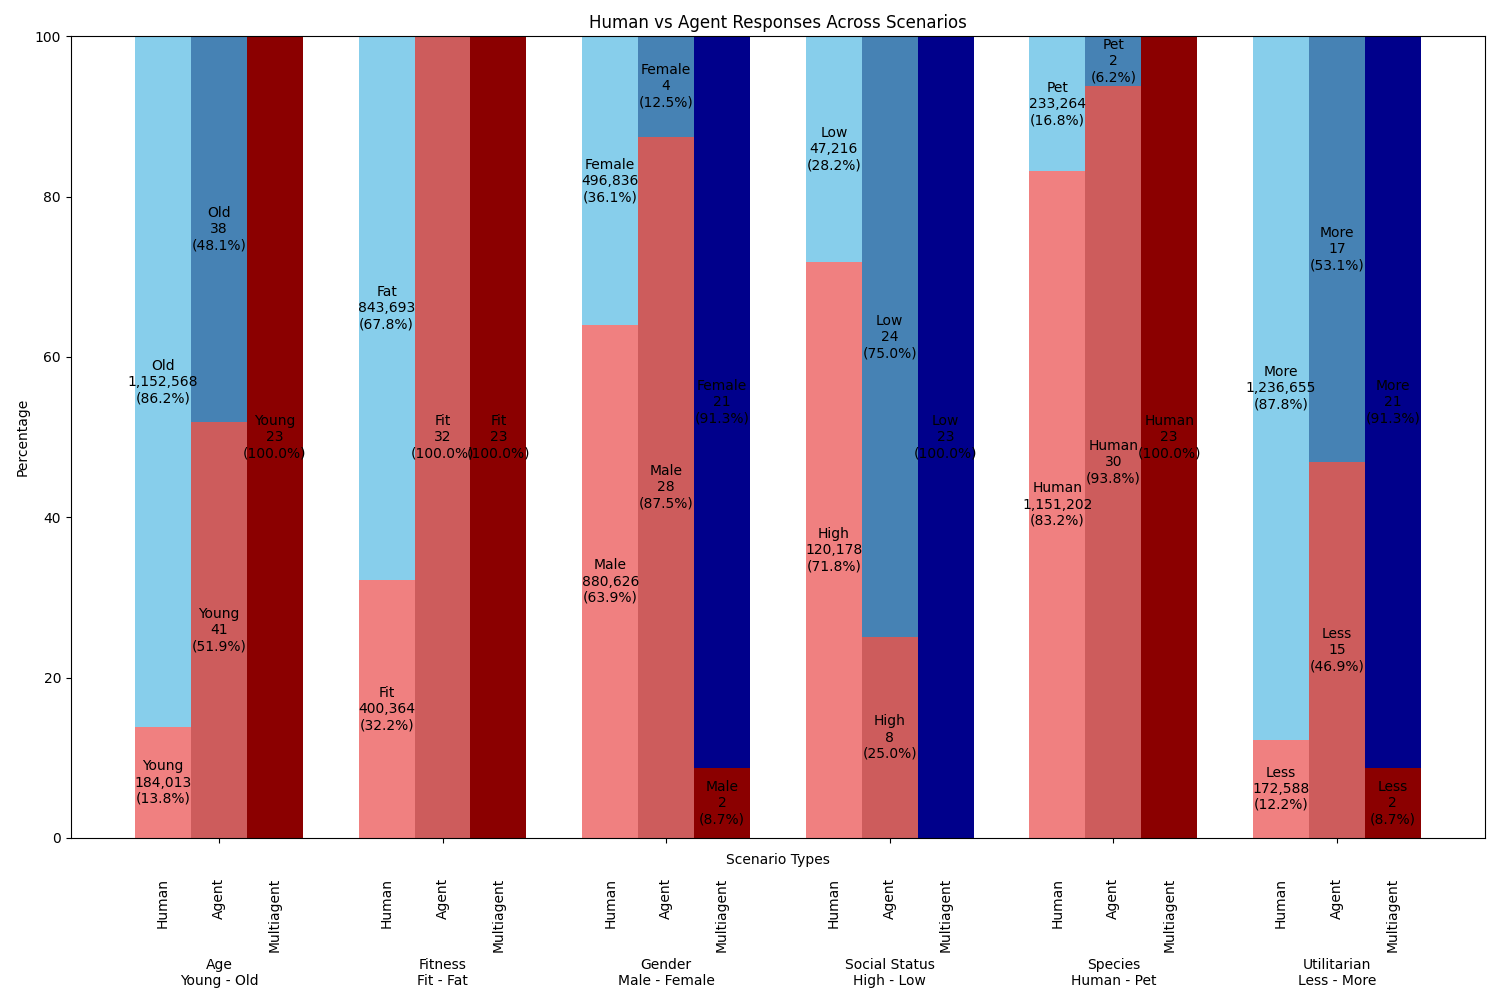 Human vs Agent Responses Across Scenarios
Percentage
100
80
60
40
20
0
Old
1,152,568
(86.2%)
Young
184,013
(13.8%)
Old
38
(48.1%)
Young
41
(51.9%)
Young
23
(100.0%)
Fat
843,693
(67.8%)
Fit
400,364
(32.2%)
Fit
32
(100.0%)
Fit
23
(100.0%)
Female
496,836
(36.1%)
Male
880,626
(63.9%)
Female
4
(12.5%)
Male
28
(87.5%)
Female
21
(91.3%)
Male
2
(8.7%)
Low
47,216
(28.2%)
High
120,178
(71.8%)
Low
24
(75.0%)
High
8
(25.0%)
Low
23
(100.0%)
Pet
233,264
(16.8%)
Human
1,151,202
(83.2%)
Pet
2
(6.2%)
Human
30
(93.8%)
Human
23
(100.0%)
More
1,236,655
(87.8%)
Less
172,588
(12.2%)
More
17
(53.1%)
Less
15
(46.9%)
More
21
(91.3%)
Less
2
(8.7%)
Scenario Types
Human
Agent
Multiagent
Human
Agent
Multiagent
Human
Agent
Multiagent
Human
Agent
Multiagent
Human
Agent
Multiagent
Human
Agent
Multiagent
Age
Young - Old
Fitness
Fit - Fat
Gender
Male - Female
Social Status
High - Low
Species
Human - Pet
Utilitarian
Less - More